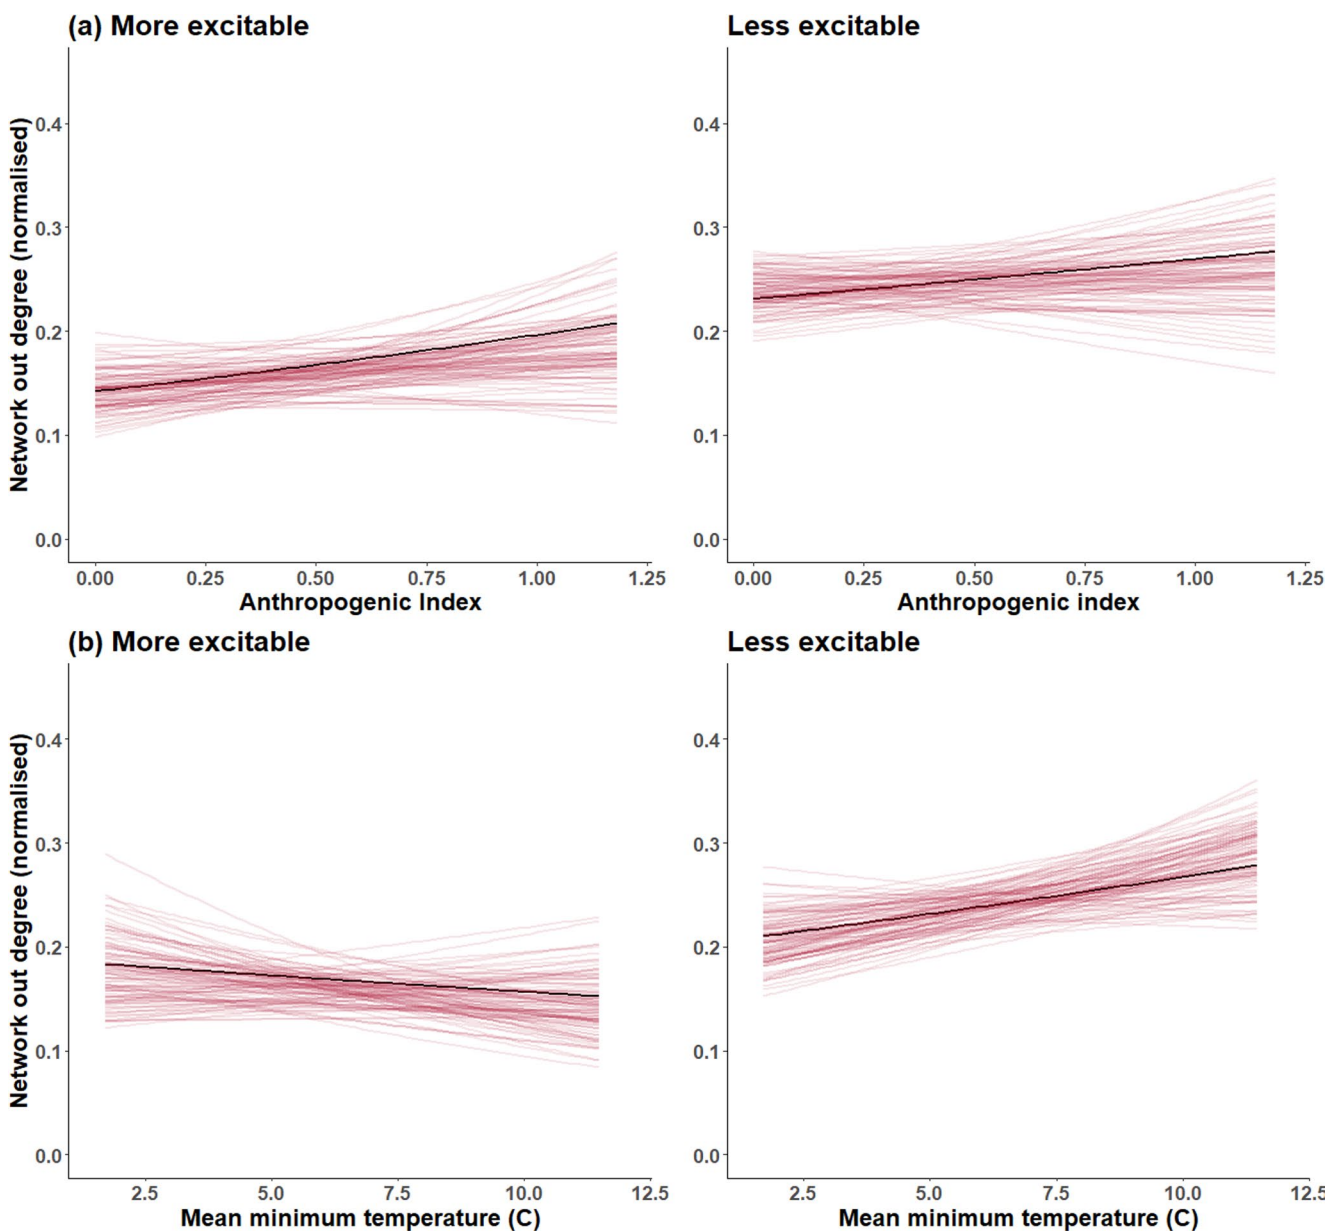 (a) More excitable
Less excitable
Network out degree (normalised)
0.4
0.3
0.2
0.1
0.0
0.00 0.25 0.50 0.75 1.00 1.25
Anthropogenic Index
0.4
0.3
0.2
0.1
0.0
0.00 0.25 0.50 0.75 1.00 1.25
Anthropogenic index
(b) More excitable
Less excitable
Network out degree (normalised)
0.4
0.3
0.2
0.1
0.0
2.5 5.0 7.5 10.0 12.5
Mean minimum temperature (C)
0.4
0.3
0.2
0.1
0.0
2.5 5.0 7.5 10.0 12.5
Mean minimum temperature (C)